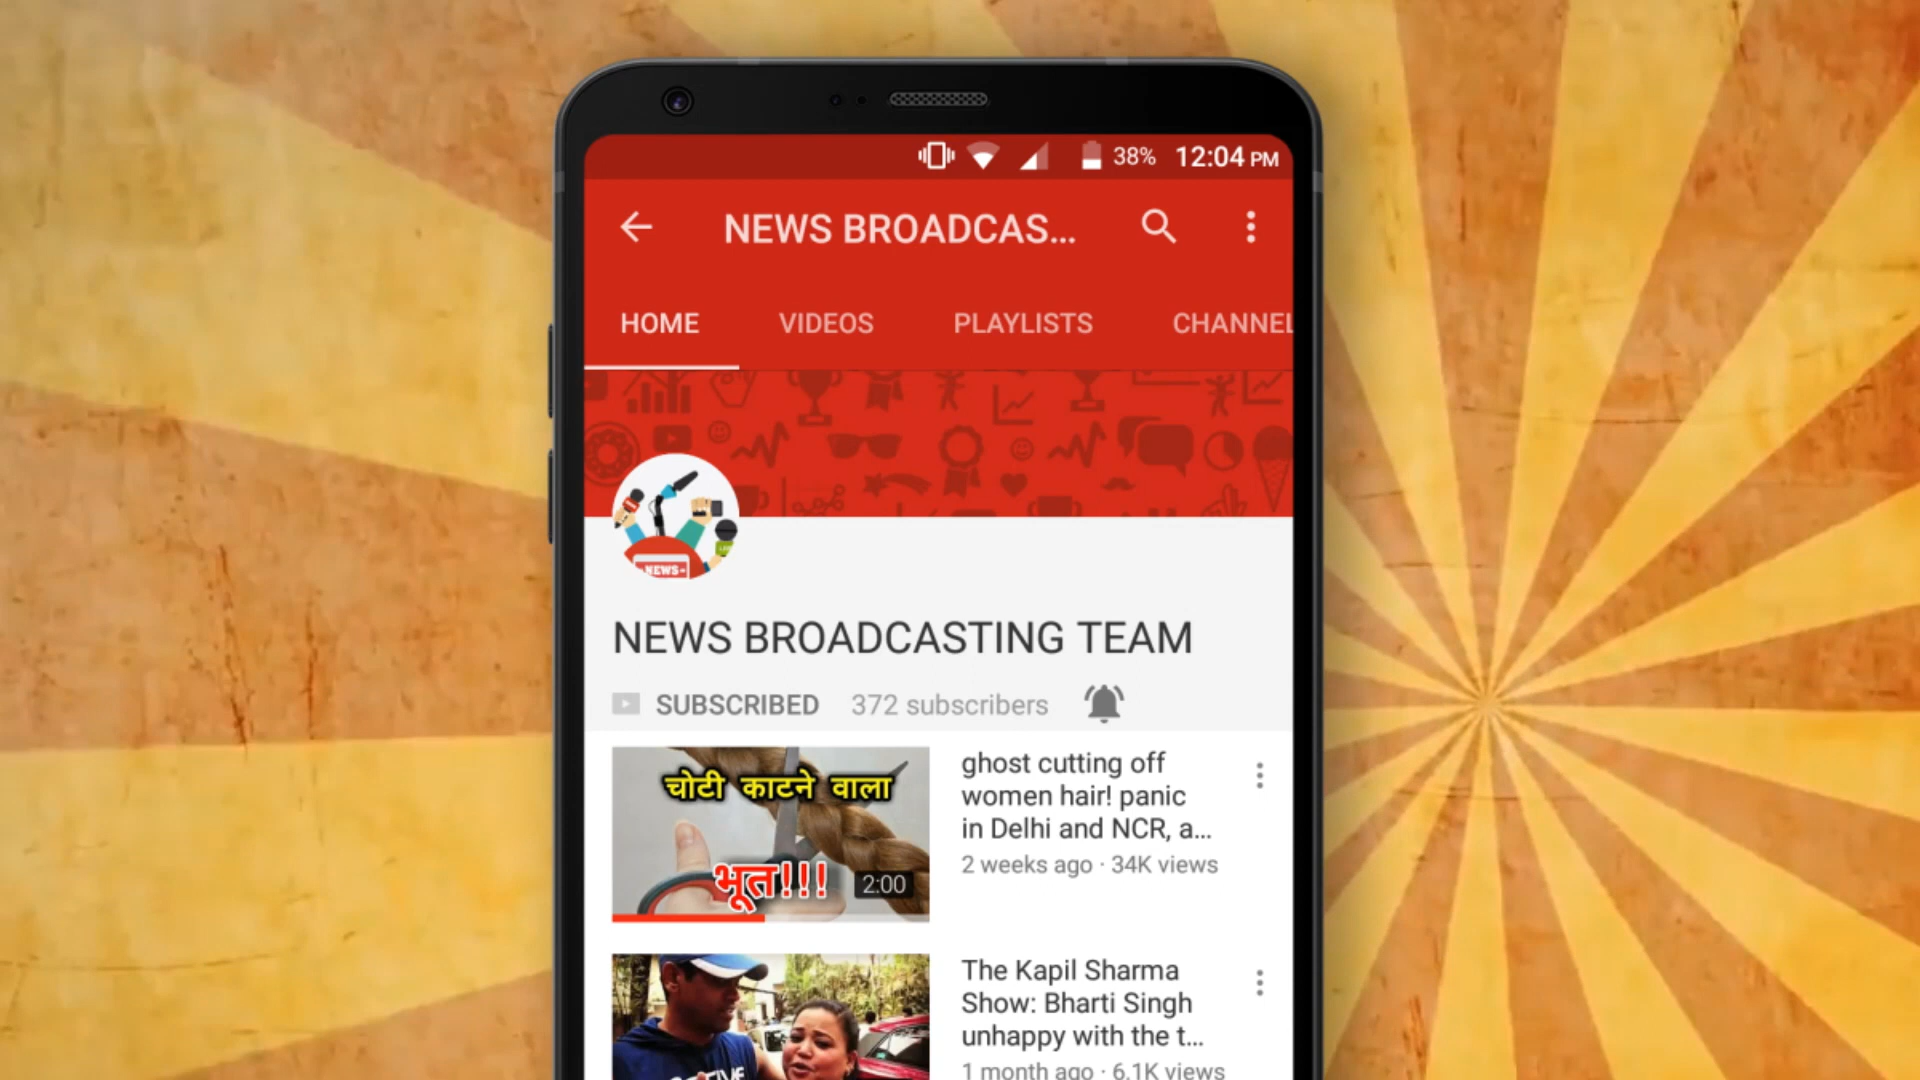 38% 12:04 PM
NEWS BROADCAS...
HOME VIDEOS PLAYLISTS CHANNEL
NEWS
NEWS BROADCASTING TEAM
SUBSCRIBED 372 subscribers
चोटी काटने वाला
भूत!!!
2:00
ghost cutting off
women hair! panic
in Delhi and NCR, a...
2 weeks ago · 34K views
The Kapil Sharma
Show: Bharti Singh
unhappy with the t...
1 month ago · 6.1K views